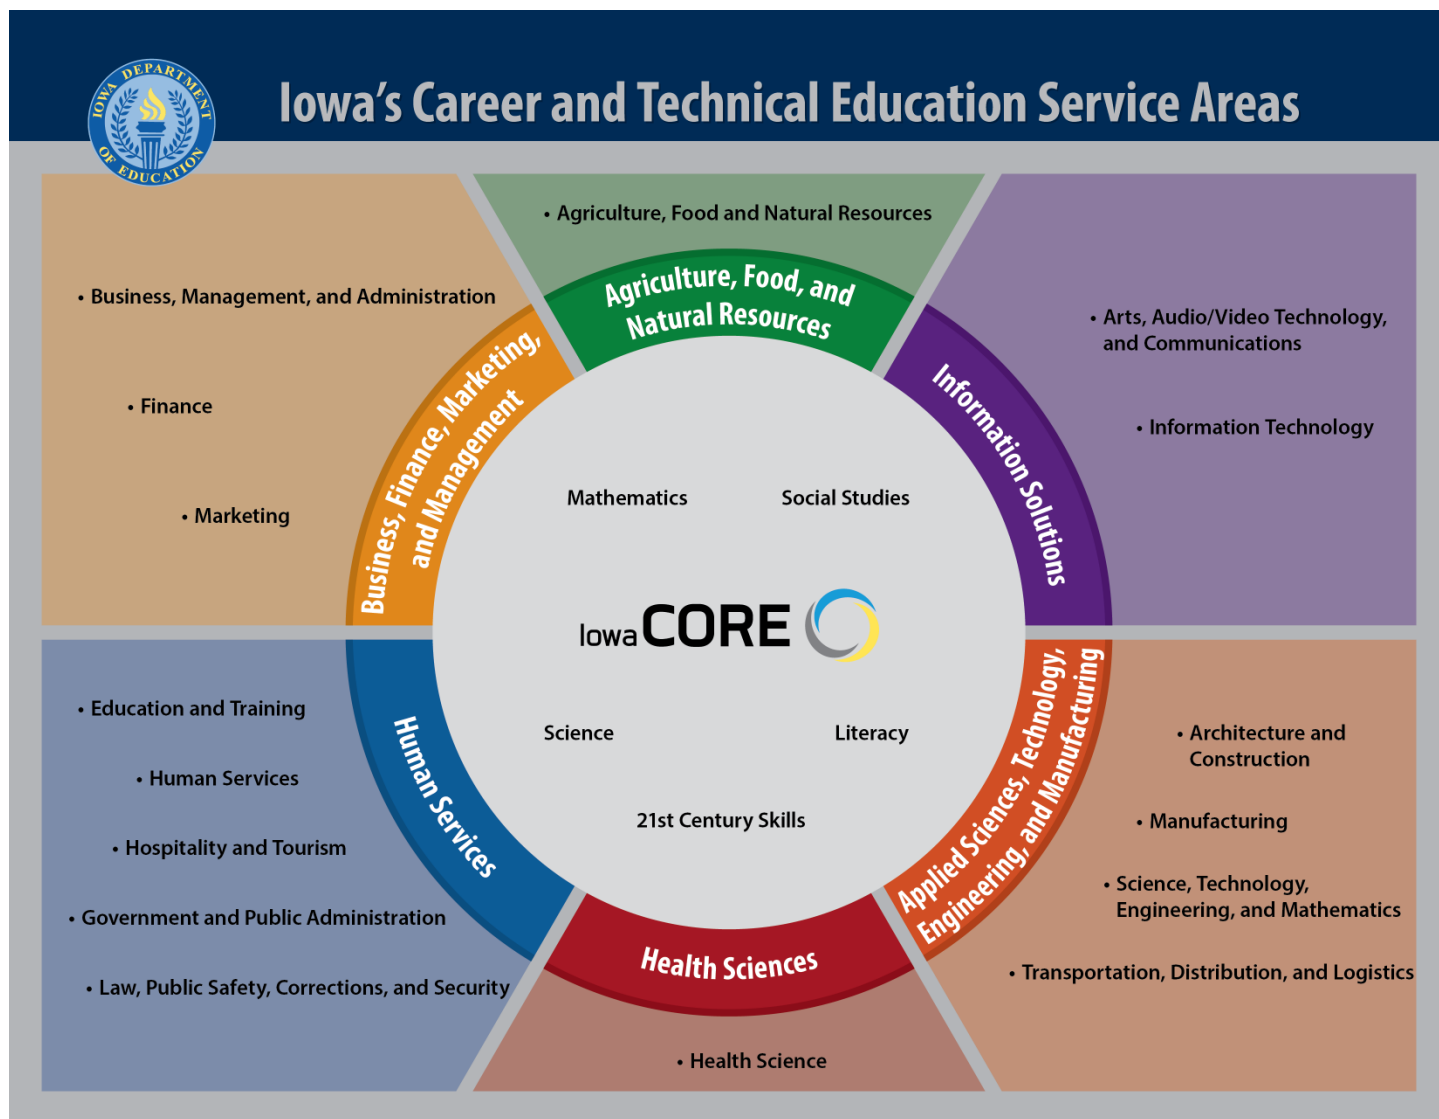 IOWA DEPARTMENT
OF EDUCATION
Iowa's Career and Technical Education Service Areas
• Agriculture, Food and Natural Resources
Agriculture, Food, and
Natural Resources
• Business, Management, and Administration
• Finance
• Marketing
Business, Finance, Marketing,
and Management
• Arts, Audio/Video Technology,
and Communications
• Information Technology
Information Solutions
Mathematics
Social Studies
Iowa CORE
Science
Literacy
21st Century Skills
• Education and Training
• Human Services
• Hospitality and Tourism
• Government and Public Administration
• Law, Public Safety, Corrections, and Security
Human Services
Applied Sciences, Technology,
Engineering, and Manufacturing
• Architecture and
Construction
• Manufacturing
• Science, Technology,
Engineering, and Mathematics
• Transportation, Distribution, and Logistics
Health Sciences
• Health Science